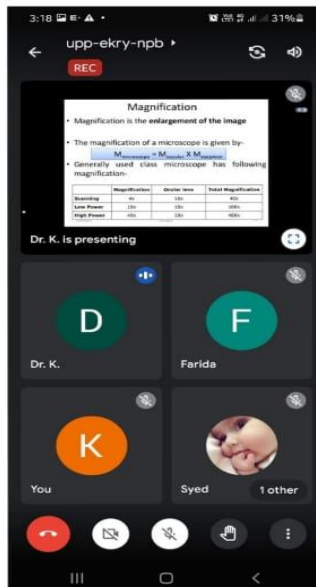 3:18
31%
upp-ekry-npb
REC
Magnification
• Magnification is the enlargement of the image
• The magnification of a microscope is given by-
M microscope = M ocular X M objective
• Generally used class microscope has following
magnification-
Magnification Ocular lens Total Magnification
Scanning 4x 10x 40x
Low Power 10x 10x 100x
High Power 40x 10x 400x
Dr. K. is presenting
D
F
Dr. K.
Farida
K
You
Syed
1 other